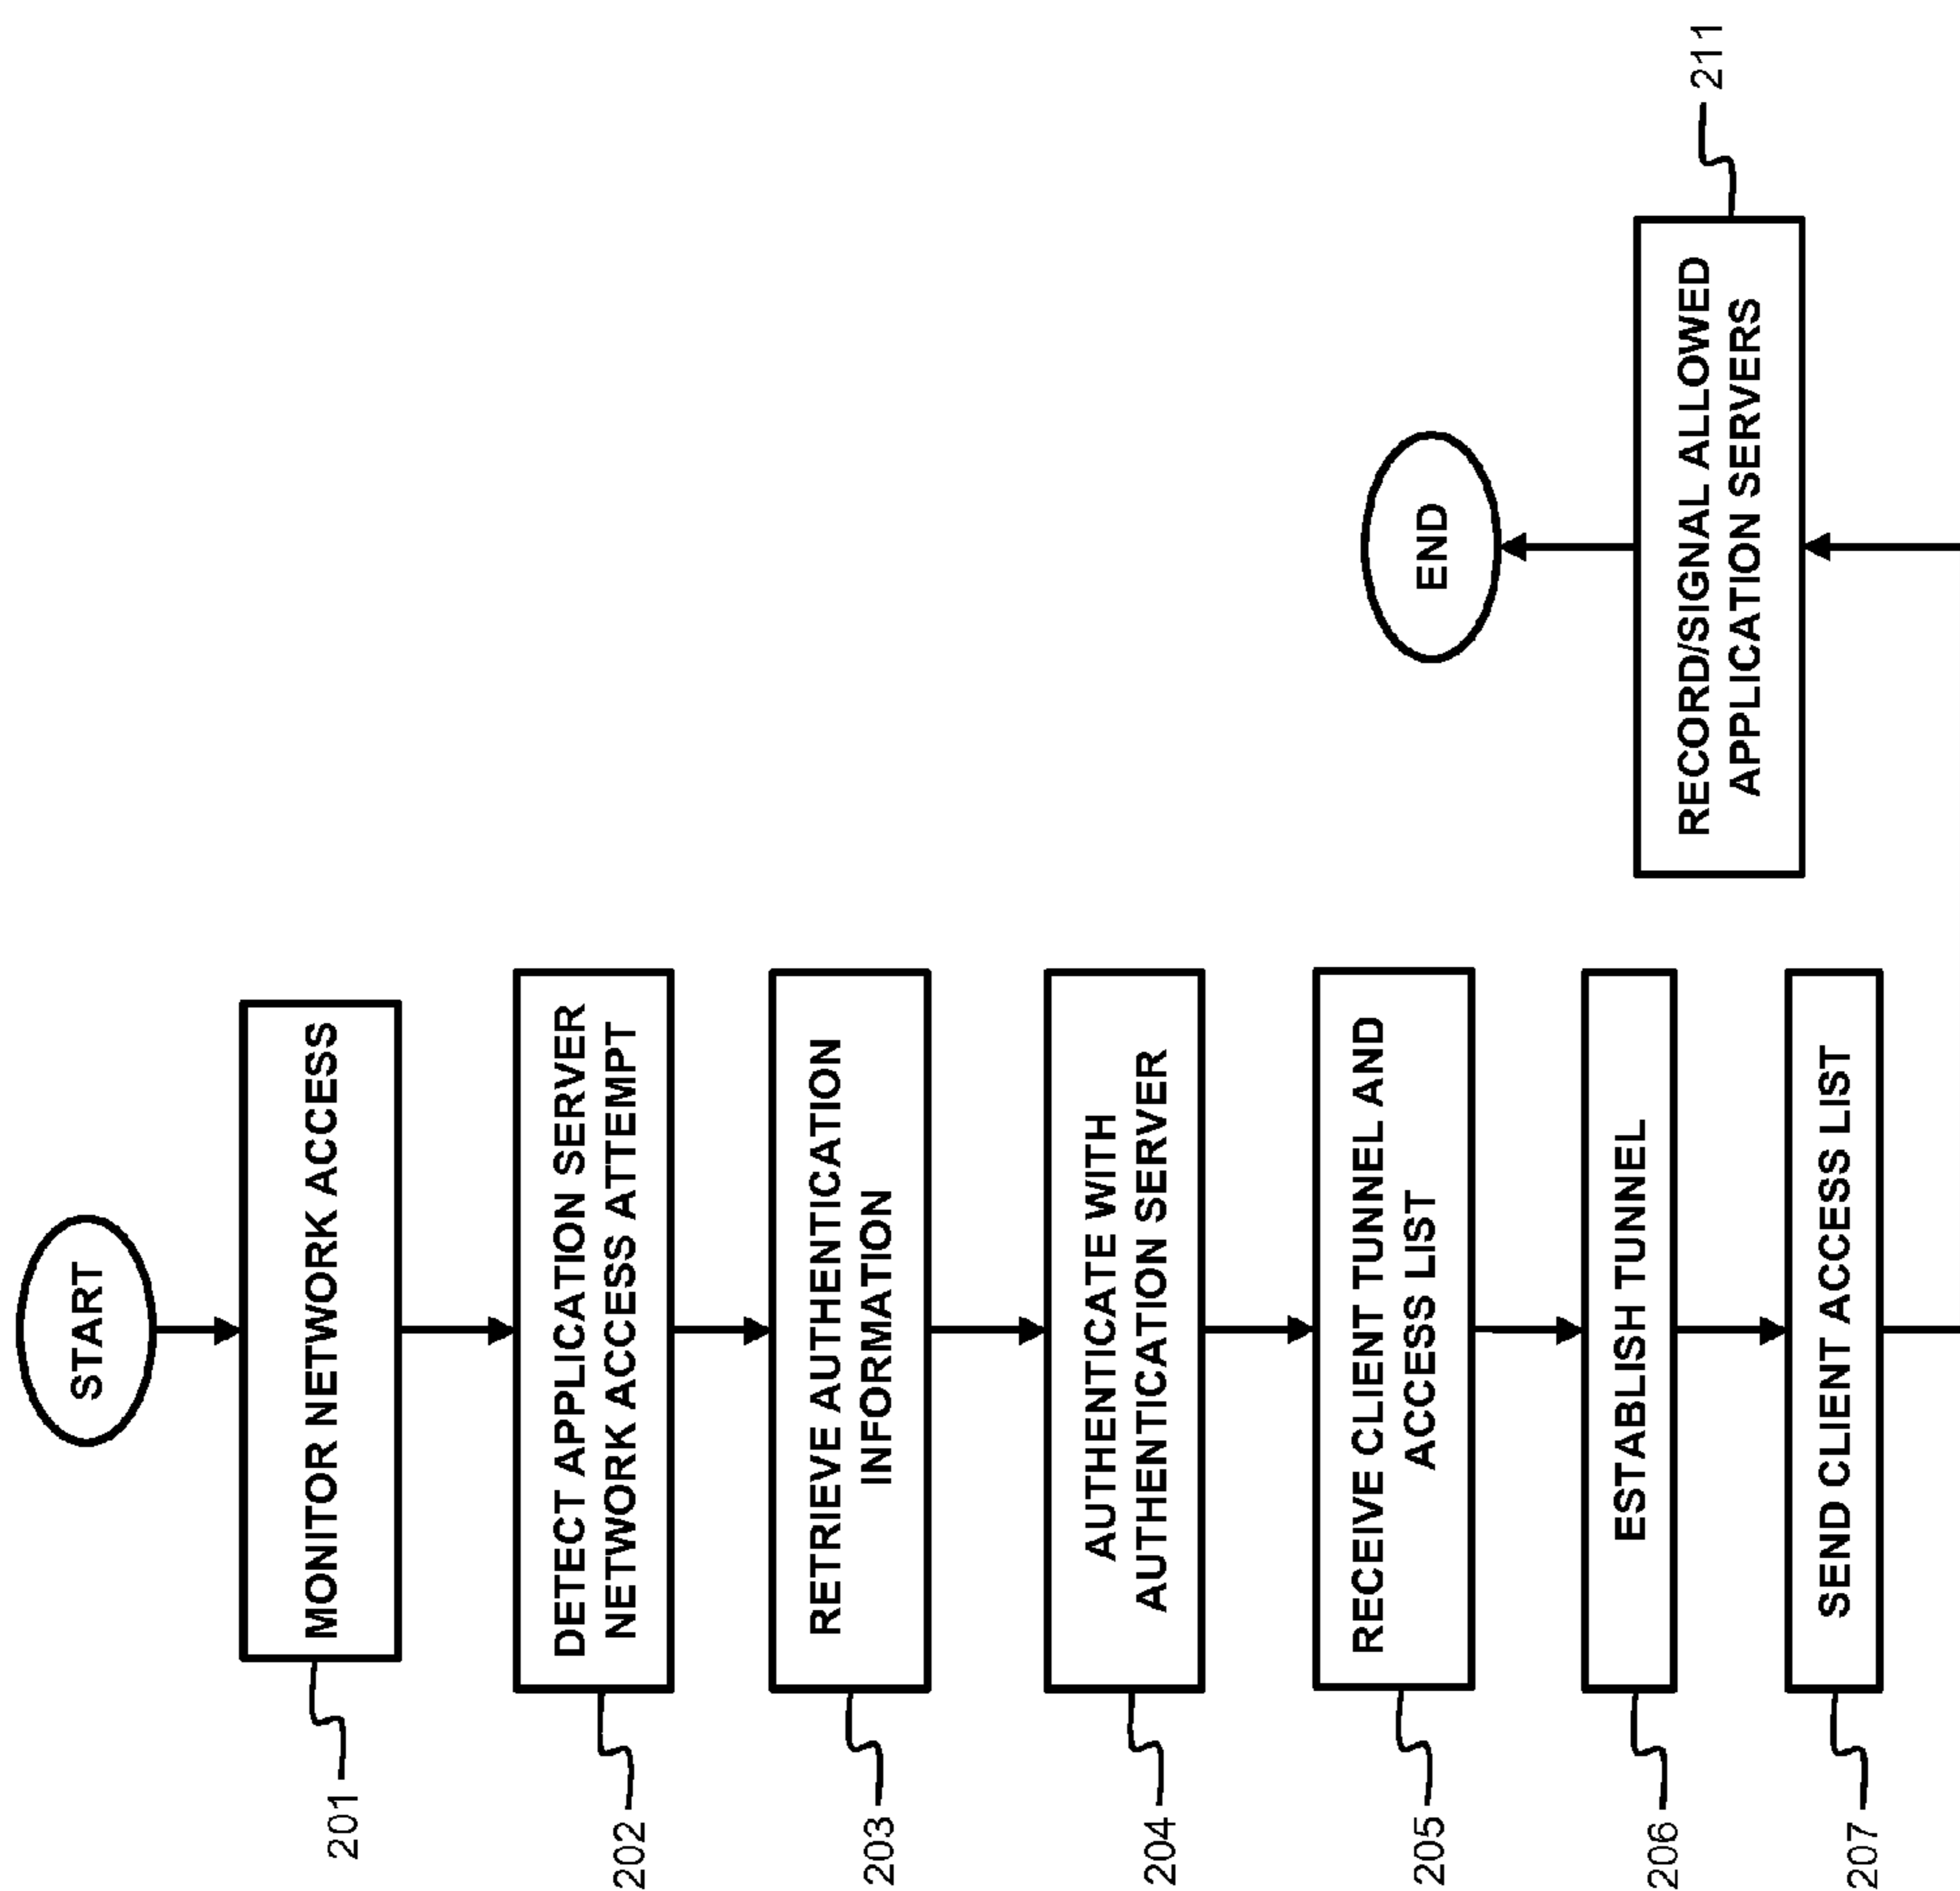 START
MONITOR NETWORK ACCESS
201
DETECT APPLICATION SERVER
NETWORK ACCESS ATTEMPT
202
RETRIEVE AUTHENTICATION
INFORMATION
203
AUTHENTICATE WITH
AUTHENTICATION SERVER
204
RECEIVE CLIENT TUNNEL AND
ACCESS LIST
205
ESTABLISH TUNNEL
206
SEND CLIENT ACCESS LIST
207
END
RECORD/SIGNAL ALLOWED
APPLICATION SERVERS
211